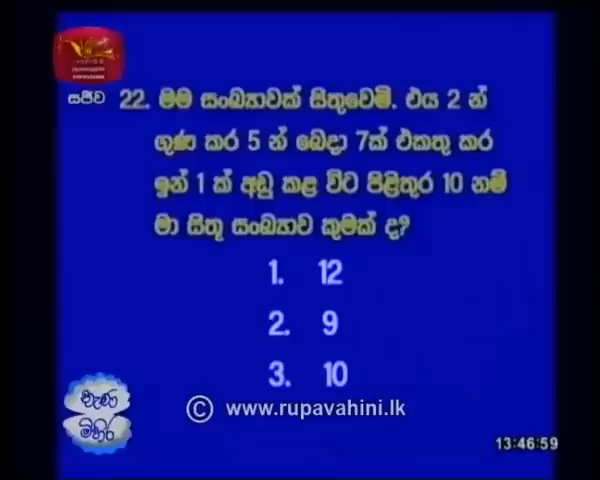 සජීව
22. මම සංඛ්‍යාවක් සිතුවෙමි. එය 2 න්
ගුණ කර 5 න් බෙදා 7ක් එකතු කර
ඉන් 1 ක් අඩු කළ විට පිළිතුර 10 නම්
මා සිතූ සංඛ්‍යාව කුමක් ද?
1. 12
2. 9
3. 10
© www.rupavahini.lk
නැණ
මිහිර
13:46:59